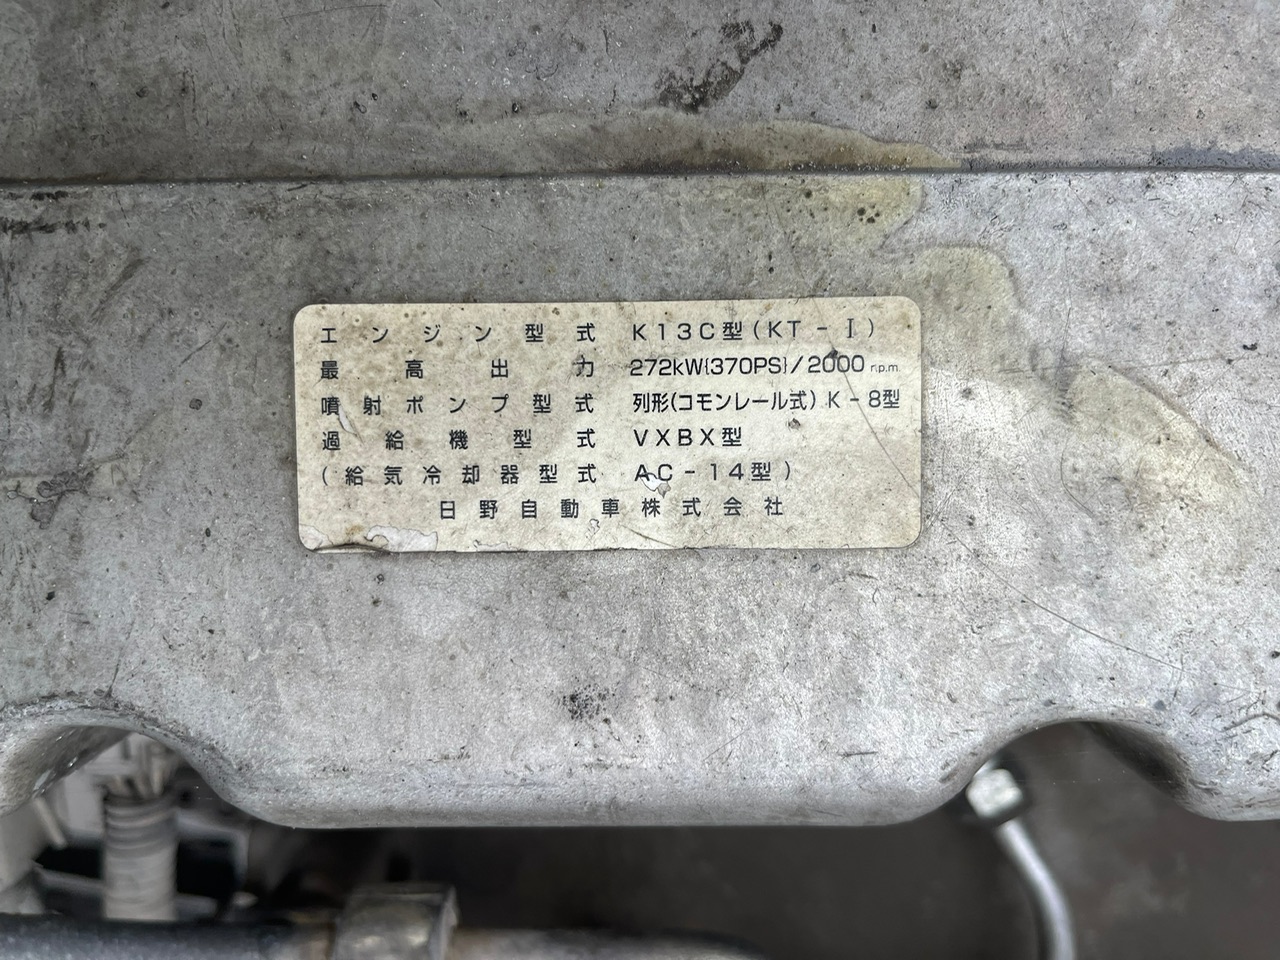 エンジン型式 K13C型(KT-Ⅰ)
最高出力 272kW{370PS}/2000r.p.m
噴射ポンプ型式 列形(コモンレール式)K-8型
過給機型式 VXBX型
(給気冷却器型式 AC-14型)
日野自動車株式会社